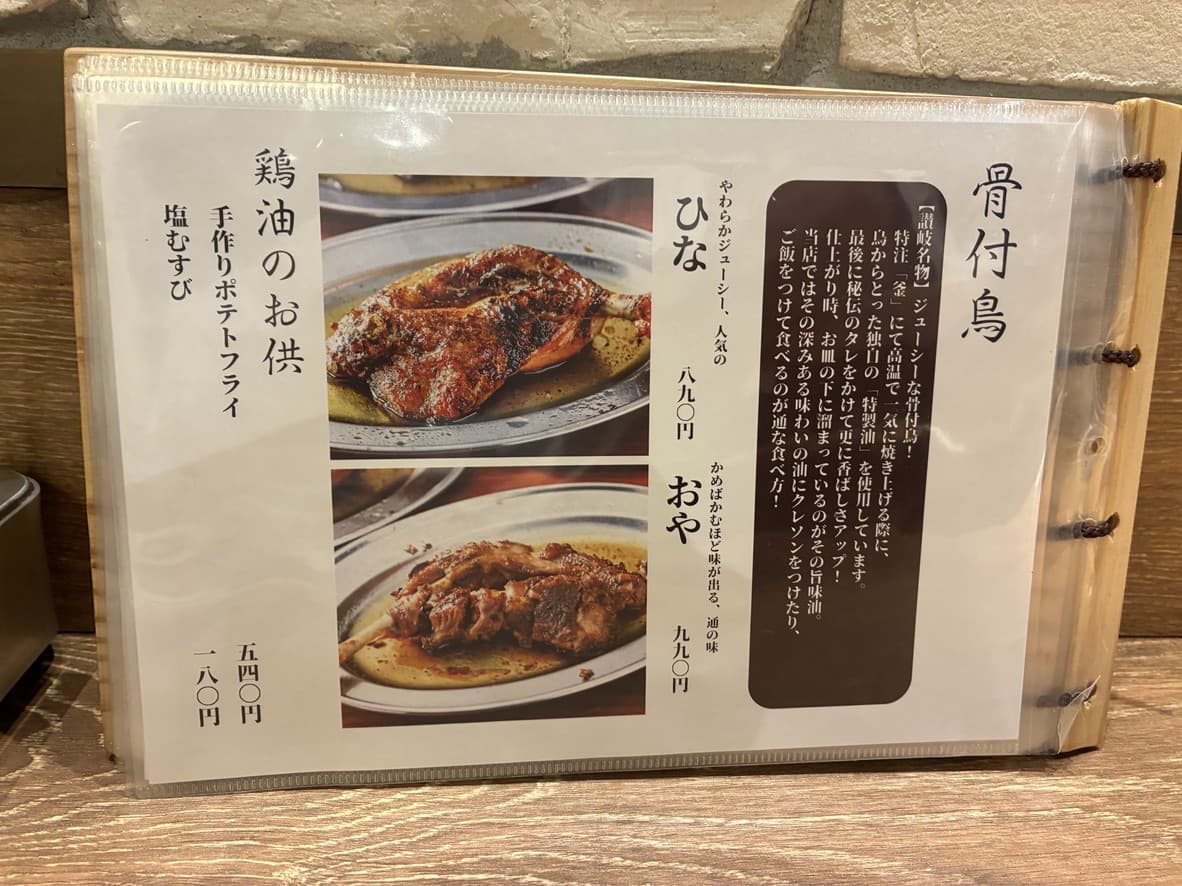 骨付鳥
【讃岐名物】ジューシーな骨付鳥！
特注「釜」にて高温で一気に焼き上げる際に、
鳥からとった独自の「特製油」を使用しています。
最後に秘伝のタレをかけて更に香ばしさアップ！
仕上がり時、お皿の下に溜まっているのがその旨味油。
当店ではその深みある味わいの油にクレソンをつけたり、
ご飯をつけて食べるのが通な食べ方！
やわらかジューシー、人気の
ひな
八九〇円
かめばかむほど味が出る、通の味
おや
九九〇円
鶏油のお供
手作りポテトフライ
五四〇円
塩むすび
一八〇円